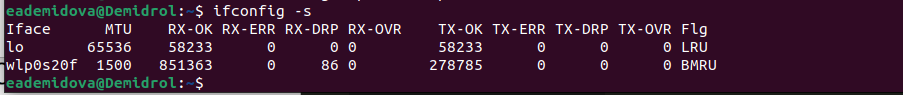 eademidova@Demidrol:~$ ifconfig -s
Iface      MTU    RX-OK RX-ERR RX-DRP RX-OVR    TX-OK TX-ERR TX-DRP TX-OVR Flg
lo       65536    58233      0      0 0         58233      0      0      0 LRU
wlp0s20f  1500   851363      0     86 0        278785      0      0      0 BMRU
eademidova@Demidrol:~$